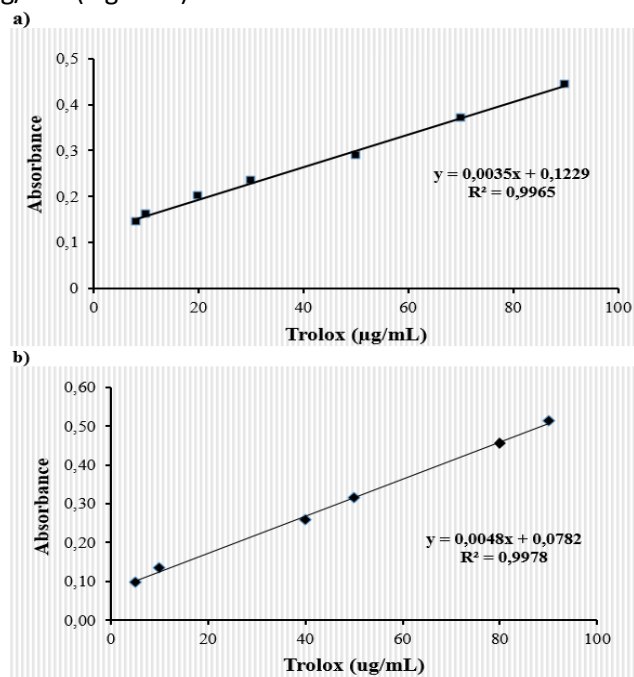 a)
0,5
0,4
0,3
0,2
0,1
0
Absorbance
y = 0,0035x + 0,1229
R² = 0,9965
0 20 40 60 80 100
Trolox (µg/mL)
b)
0,60
0,50
0,40
0,30
0,20
0,10
0,00
Absorbance
y = 0,0048x + 0,0782
R² = 0,9978
0 20 40 60 80 100
Trolox (ug/mL)